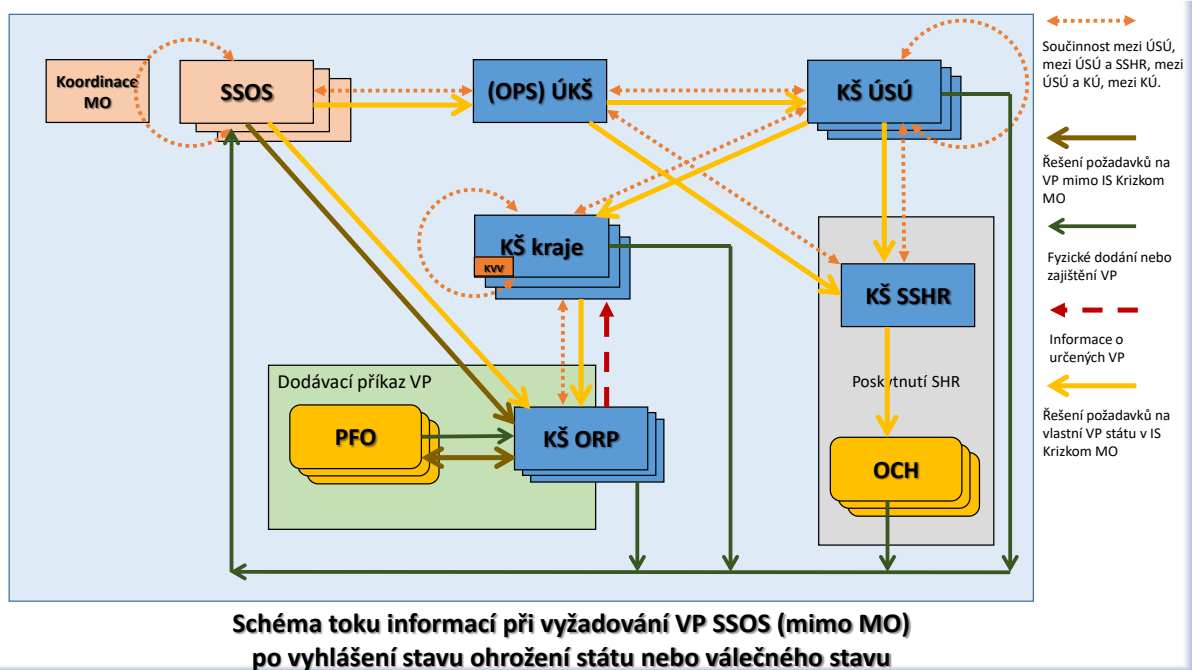 Koordinace
MO
SSOS
(OPS) ÚKŠ
KŠ ÚSÚ
KŠ kraje
KVV
KŠ SSHR
Dodávací příkaz VP
Poskytnutí SHR
PFO
KŠ ORP
OCH
Součinnost mezi ÚSÚ,
mezi ÚSÚ a SSHR, mezi
ÚSÚ a KÚ, mezi KÚ.
Řešení požadavků na
VP mimo IS Krizkom
MO
Fyzické dodání nebo
zajištění VP
Informace o
určených VP
Řešení požadavků na
vlastní VP státu v IS
Krizkom MO
Schéma toku informací při vyžadování VP SSOS (mimo MO)
po vyhlášení stavu ohrožení státu nebo válečného stavu